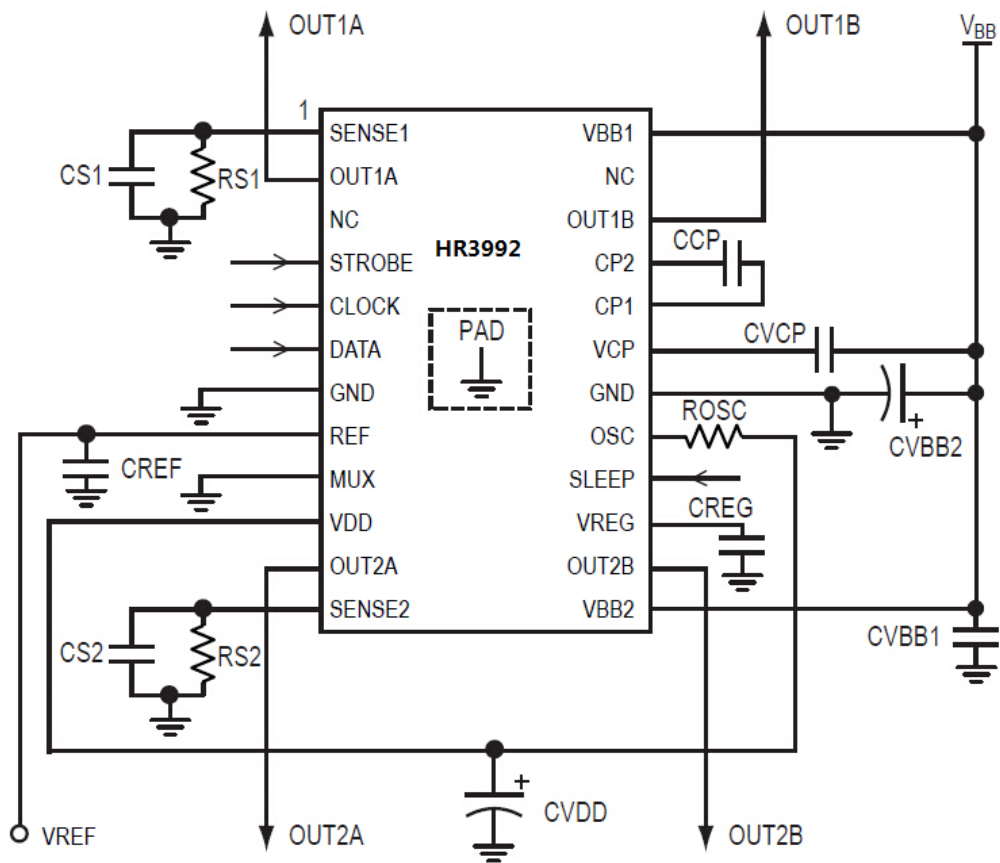 OUT1A
OUT1B
VBB
1
SENSE1
VBB1
CS1
RS1
OUT1A
NC
NC
OUT1B
HR3992
CCP
STROBE
CP2
CLOCK
CP1
PAD
CVCP
DATA
VCP
GND
GND
ROSC
REF
OSC
+
CVBB2
CREF
MUX
SLEEP
CREG
VDD
VREG
OUT2A
OUT2B
SENSE2
VBB2
CS2
RS2
CVBB1
+
CVDD
VREF
OUT2A
OUT2B